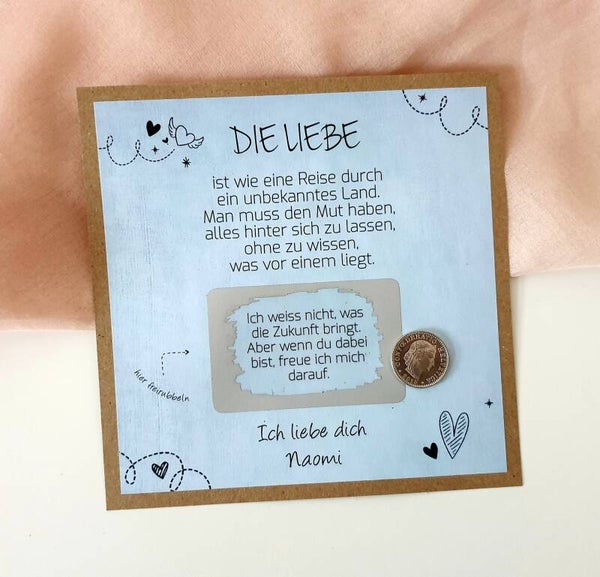 DIE LIEBE
ist wie eine Reise durch
ein unbekanntes Land.
Man muss den Mut haben,
alles hinter sich zu lassen,
ohne zu wissen,
was vor einem liegt.
Ich weiss nicht, was
die Zukunft bringt.
Aber wenn du dabei
bist, freue ich mich
darauf.
hier freirubbeln
Ich liebe dich
Naomi